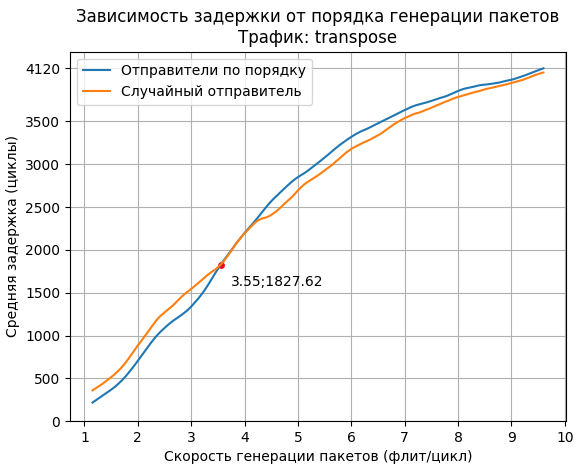 Зависимость задержки от порядка генерации пакетов
Трафик: transpose
Отправители по порядку
Случайный отправитель
Средняя задержка (циклы)
4120
3500
3000
2500
2000
1500
1000
500
0
3.55;1827.62
1 2 3 4 5 6 7 8 9 10
Скорость генерации пакетов (флит/цикл)